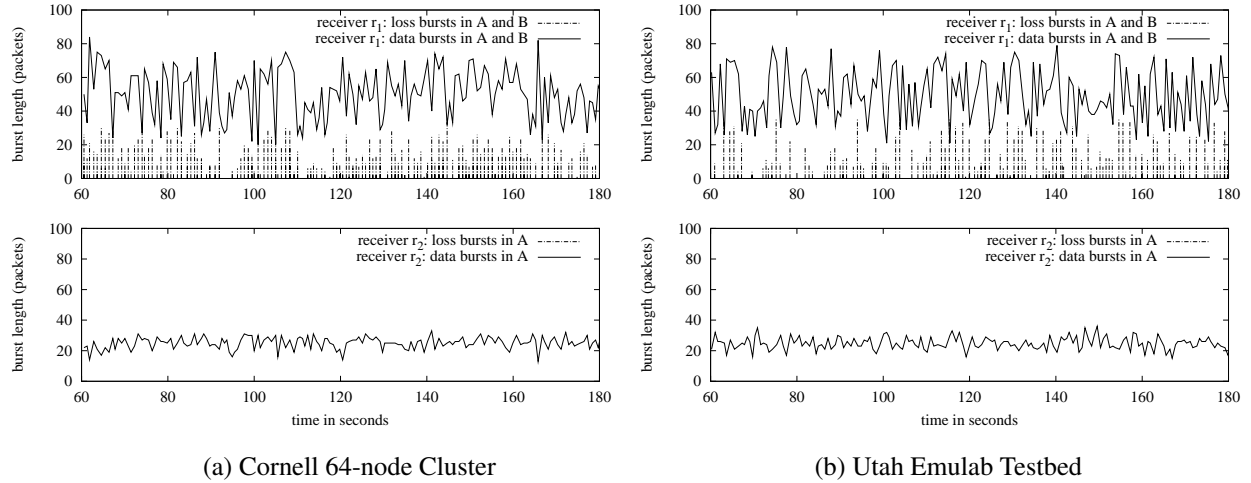 burst length (packets)
100
80
60
40
20
0
receiver r1: loss bursts in A and B
receiver r1: data bursts in A and B
60 80 100 120 140 160 180
burst length (packets)
100
80
60
40
20
0
receiver r2: loss bursts in A
receiver r2: data bursts in A
60 80 100 120 140 160 180
time in seconds
(a) Cornell 64-node Cluster
burst length (packets)
100
80
60
40
20
0
receiver r1: loss bursts in A and B
receiver r1: data bursts in A and B
60 80 100 120 140 160 180
burst length (packets)
100
80
60
40
20
0
receiver r2: loss bursts in A
receiver r2: data bursts in A
60 80 100 120 140 160 180
time in seconds
(b) Utah Emulab Testbed